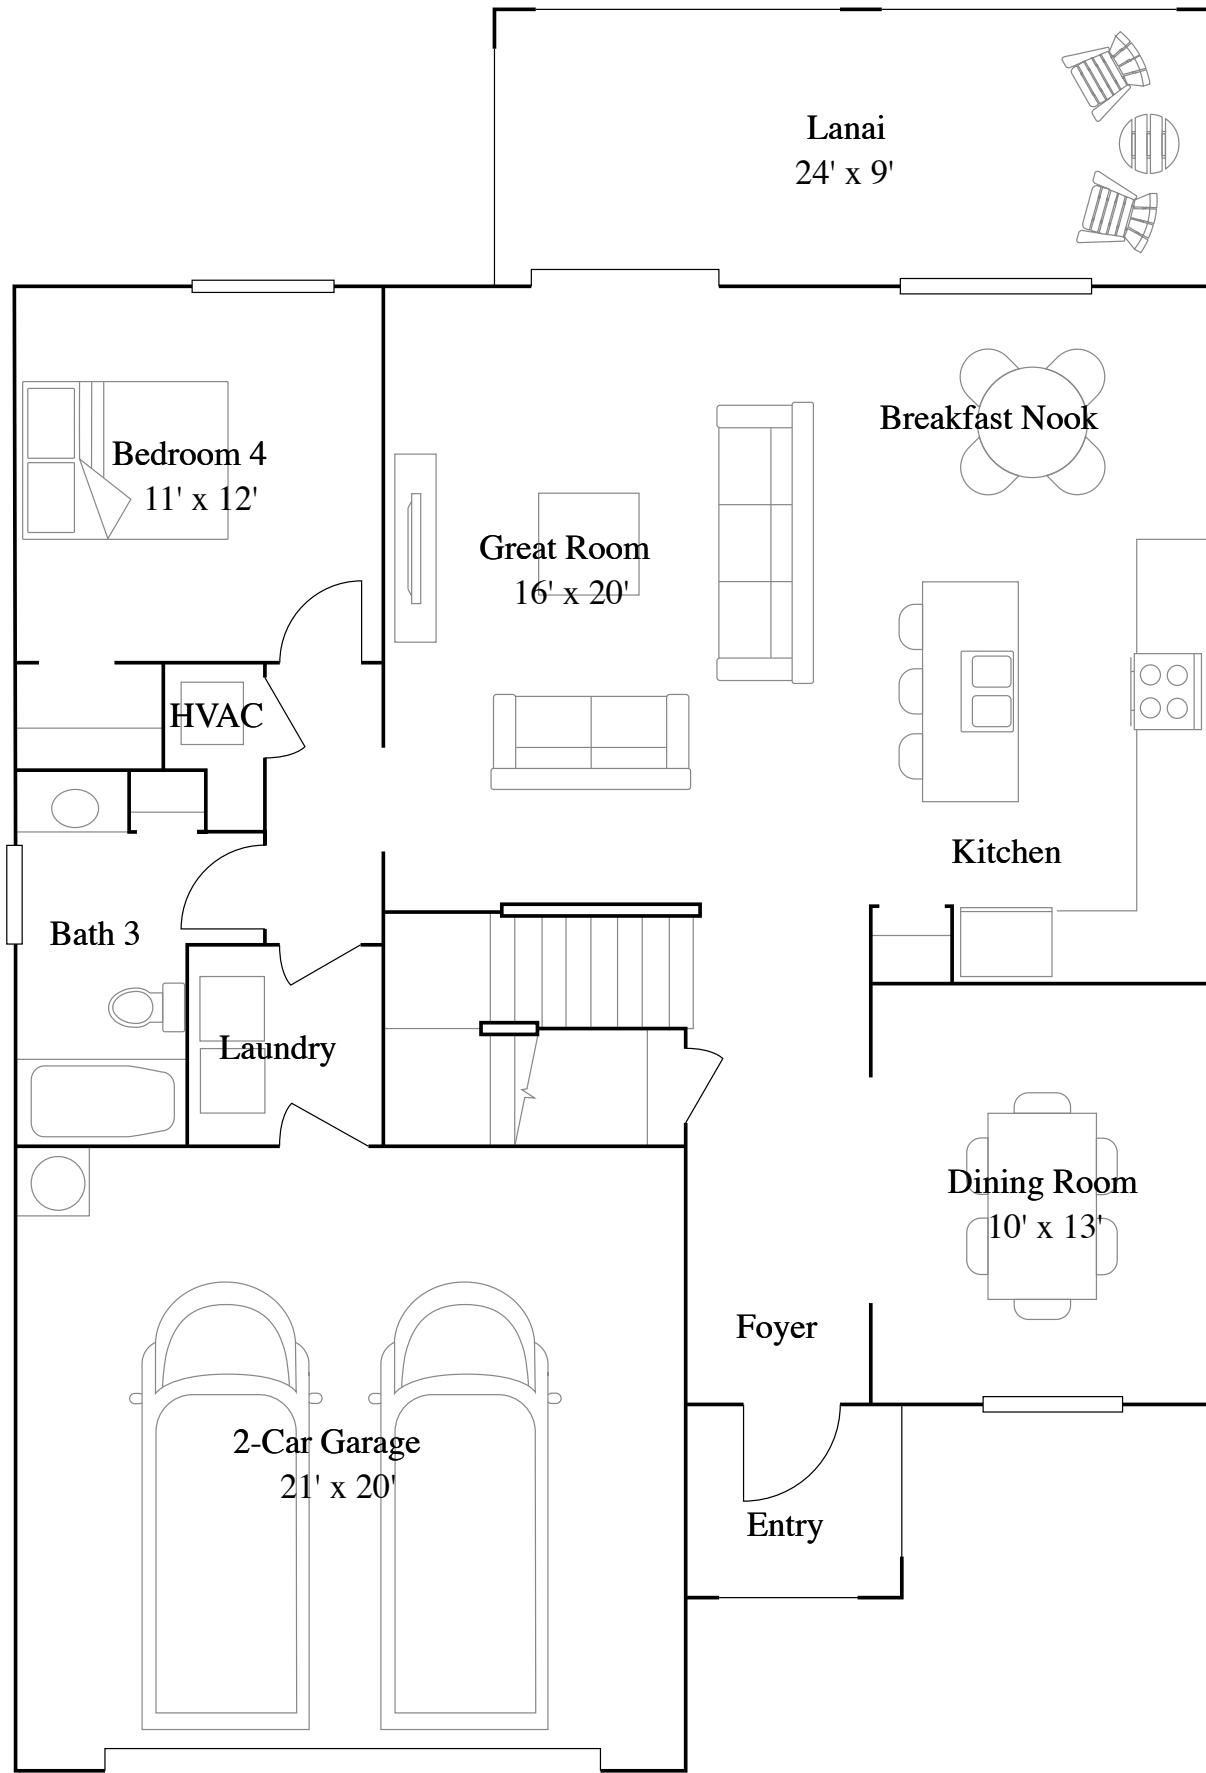 Lanai
24' x 9'
Breakfast Nook
Bedroom 4
11' x 12'
Great Room
16' x 20'
HVAC
Kitchen
Bath 3
Laundry
Dining Room
10' x 13'
Foyer
2-Car Garage
21' x 20'
Entry